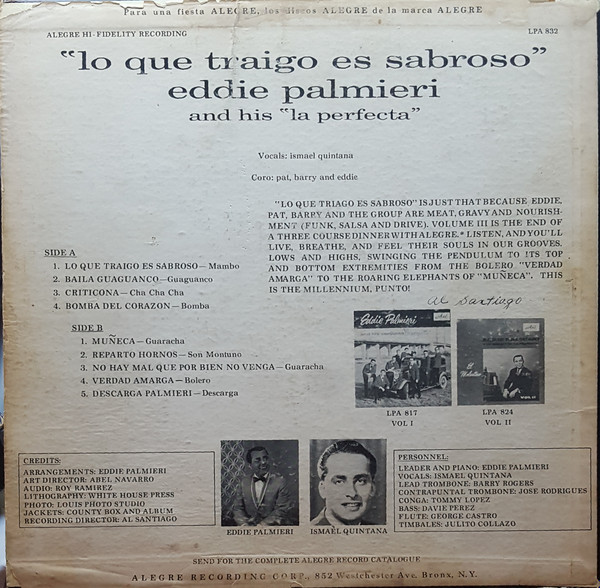 Para una fiesta ALEGRE, los discos ALEGRE de la marca ALEGRE
ALEGRE HI-FIDELITY RECORDING
LPA 832
"lo que traigo es sabroso"
eddie palmieri
and his "la perfecta"
Vocals: ismael quintana
Coro: pat, barry and eddie
"LO QUE TRIAGO ES SABROSO" IS JUST THAT BECAUSE EDDIE,
PAT, BARRY AND THE GROUP ARE MEAT, GRAVY AND NOURISH-
MENT (FUNK, SALSA AND DRIVE). VOLUME III IS THE END OF
A THREE COURSE DINNER WITH ALEGRE.* LISTEN, AND YOU'LL
LIVE, BREATHE, AND FEEL THEIR SOULS IN OUR GROOVES.
LOWS AND HIGHS, SWINGING THE PENDULUM TO ITS TOP
AND BOTTOM EXTREMITIES FROM THE BOLERO "VERDAD
AMARGA" TO THE ROARING ELEPHANTS OF "MUÑECA". THIS
IS THE MILLENNIUM, PUNTO!
Al Santiago
SIDE A
1. LO QUE TRAIGO ES SABROSO—Mambo
2. BAILA GUAGUANCO—Guaguanco
3. CRITICONA—Cha Cha Cha
4. BOMBA DEL CORAZON—Bomba
SIDE B
1. MUÑECA—Guaracha
2. REPARTO HORNOS—Son Montuno
3. NO HAY MAL QUE POR BIEN NO VENGA—Guaracha
4. VERDAD AMARGA—Bolero
5. DESCARGA PALMIERI—Descarga
Eddie Palmieri
LPA 817
VOL I
LPA 824
VOL II
CREDITS:
ARRANGEMENTS: EDDIE PALMIERI
ART DIRECTOR: ABEL NAVARRO
AUDIO: ROY RAMIREZ
LITHOGRAPHY: WHITE HOUSE PRESS
PHOTO: LOUIS PHOTO STUDIO
JACKETS: COUNTY BOX AND ALBUM
RECORDING DIRECTOR: AL SANTIAGO
EDDIE PALMIERI
ISMAEL QUINTANA
PERSONNEL:
LEADER AND PIANO: EDDIE PALMIERI
VOCALS: ISMAEL QUINTANA
LEAD TROMBONE: BARRY ROGERS
CONTRAPUNTAL TROMBONE: JOSE RODRIGUES
CONGA: TOMMY LOPEZ
BASS: DAVIE PEREZ
FLUTE: GEORGE CASTRO
TIMBALES: JULITO COLLAZO
SEND FOR THE COMPLETE ALEGRE RECORD CATALOGUE
ALEGRE RECORDING CORP., 852 Westchester Ave. Bronx, N.Y.